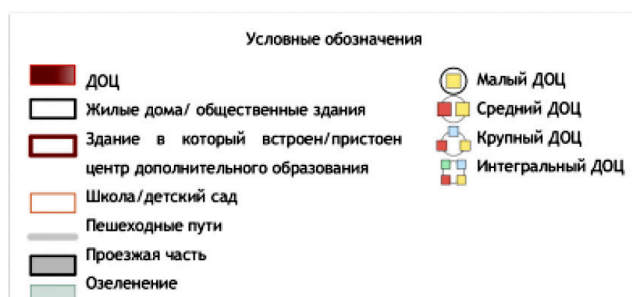 Условные обозначения
ДОЦ
Жилые дома/ общественные здания
Здание в который встроен/пристоен
центр дополнительного образования
Школа/детский сад
Пешеходные пути
Проезжая часть
Озеленение
Малый ДОЦ
Средний ДОЦ
Крупный ДОЦ
Интегральный ДОЦ